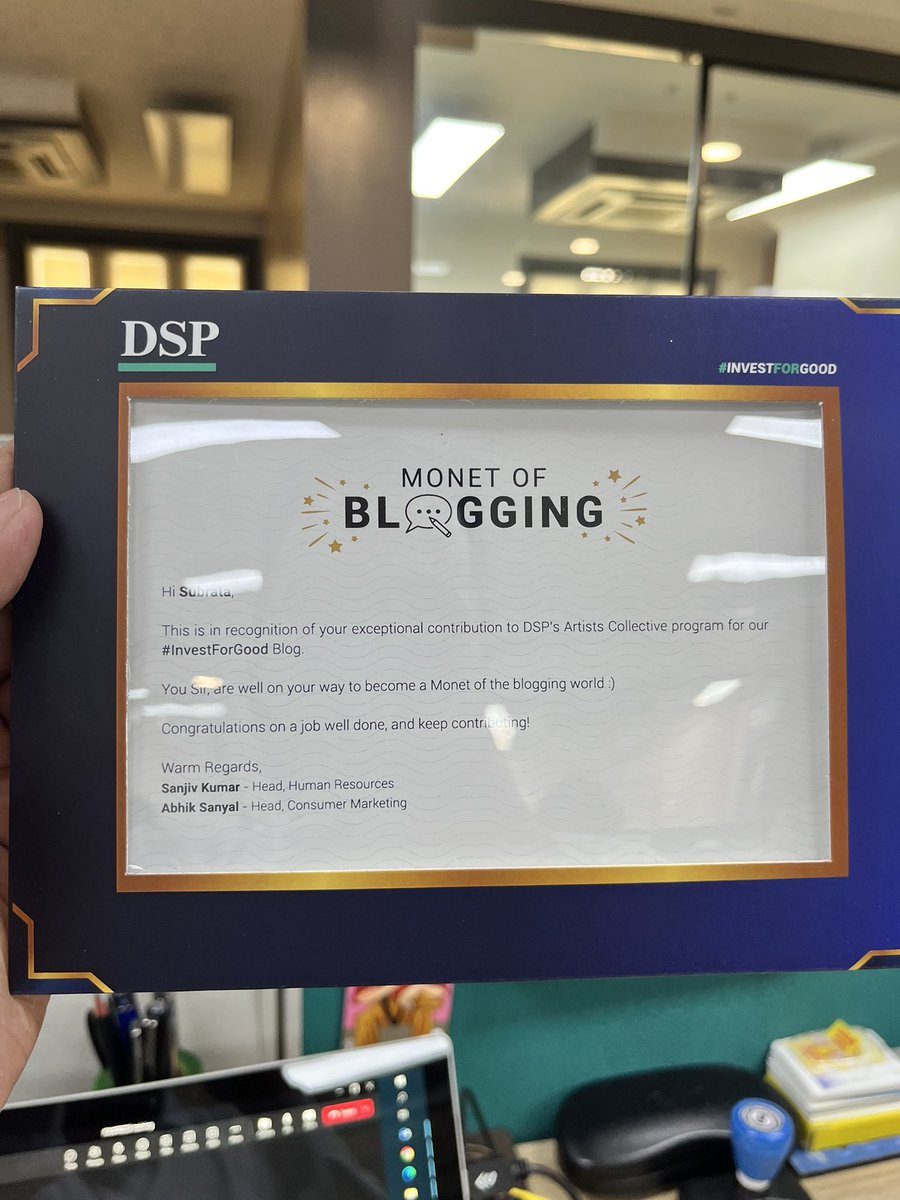 DSP
#INVESTFORGOOD
MONET OF
BLOGGING
Hi Subrata,
This is in recognition of your exceptional contribution to DSP's Artists Collective program for our
#InvestForGood Blog.
You Sir, are well on your way to become a Monet of the blogging world :)
Congratulations on a job well done, and keep contributing!
Warm Regards,
Sanjiv Kumar - Head, Human Resources
Abhik Sanyal - Head, Consumer Marketing